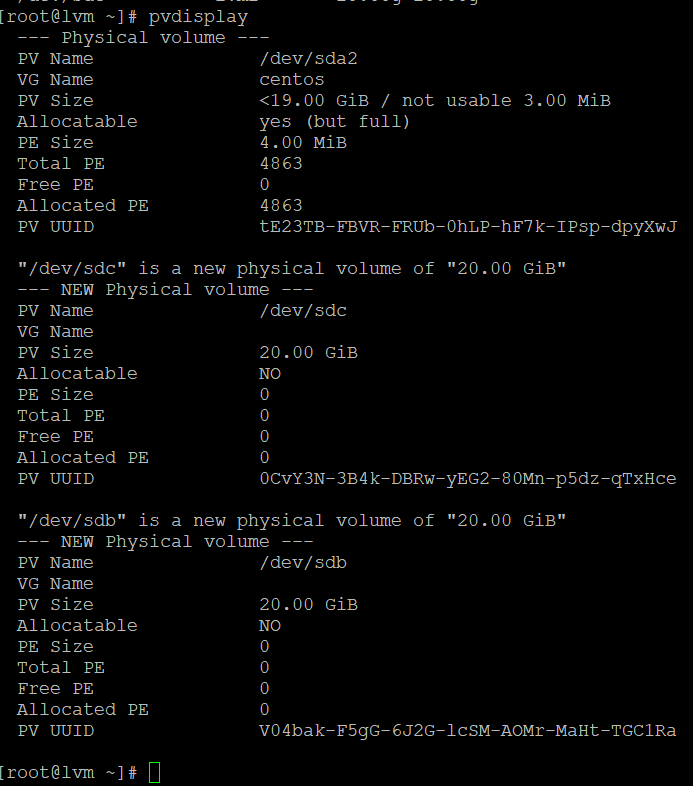 [root@lvm ~]# pvdisplay
--- Physical volume ---
PV Name /dev/sda2
VG Name centos
PV Size <19.00 GiB / not usable 3.00 MiB
Allocatable yes (but full)
PE Size 4.00 MiB
Total PE 4863
Free PE 0
Allocated PE 4863
PV UUID tE23TB-FBVR-FRUb-0hLP-hF7k-IPsp-dpyXwJ
"/dev/sdc" is a new physical volume of "20.00 GiB"
--- NEW Physical volume ---
PV Name /dev/sdc
VG Name
PV Size 20.00 GiB
Allocatable NO
PE Size 0
Total PE 0
Free PE 0
Allocated PE 0
PV UUID 0CvY3N-3B4k-DBRw-yEG2-80Mn-p5dz-qTxHce
"/dev/sdb" is a new physical volume of "20.00 GiB"
--- NEW Physical volume ---
PV Name /dev/sdb
VG Name
PV Size 20.00 GiB
Allocatable NO
PE Size 0
Total PE 0
Free PE 0
Allocated PE 0
PV UUID V04bak-F5gG-6J2G-lcSM-AOMr-MaHt-TGC1Ra
[root@lvm ~]#